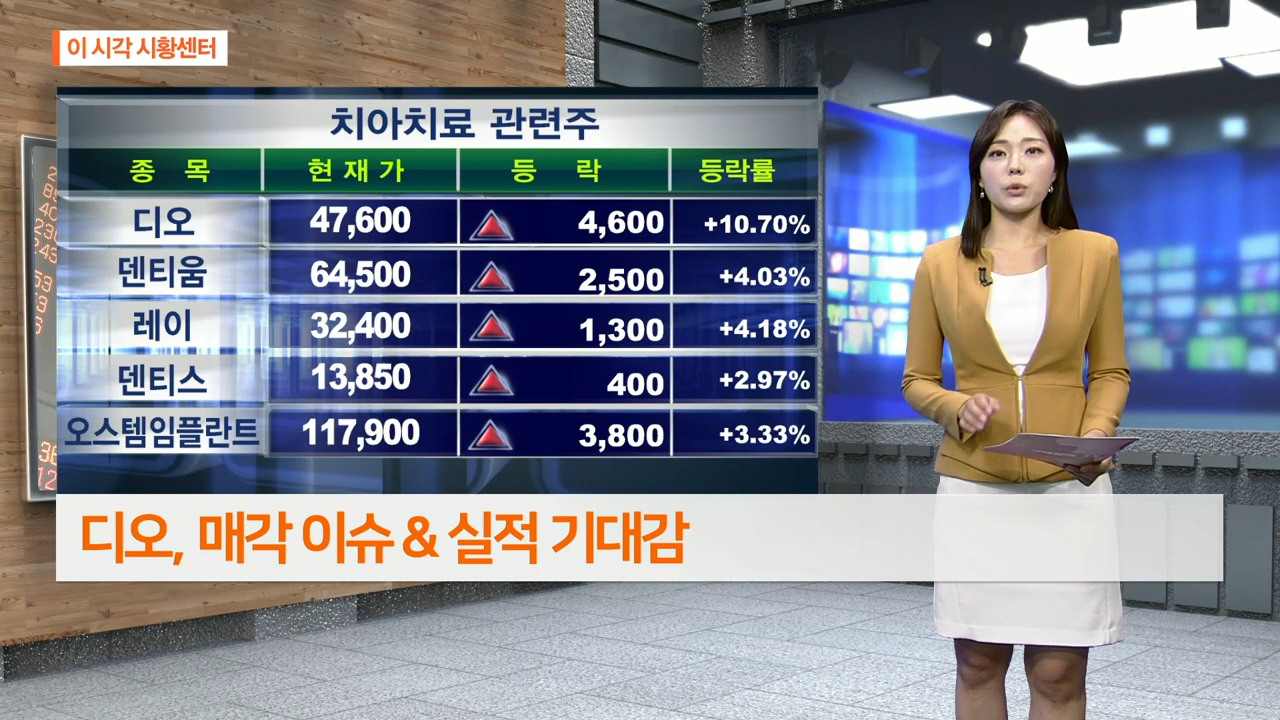 이 시각 시황센터
치아치료 관련주
종 목 현 재 가 등 락 등락률
디오 47,600 ▲ 4,600 +10.70%
덴티움 64,500 ▲ 2,500 +4.03%
레이 32,400 ▲ 1,300 +4.18%
덴티스 13,850 ▲ 400 +2.97%
오스템임플란트 117,900 ▲ 3,800 +3.33%
디오, 매각 이슈 & 실적 기대감